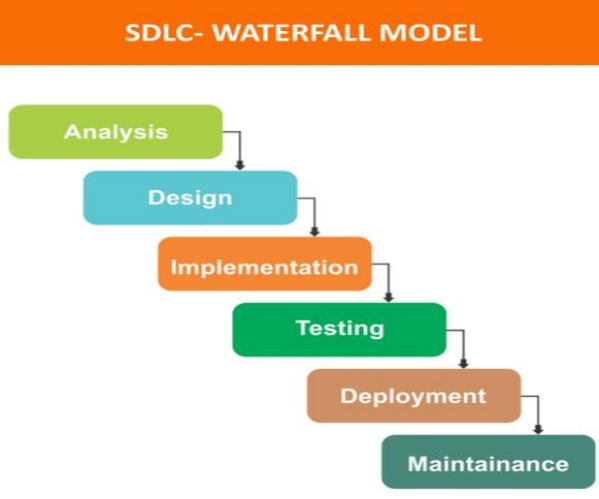 SDLC- WATERFALL MODEL
Analysis
Design
Implementation
Testing
Deployment
Maintainance